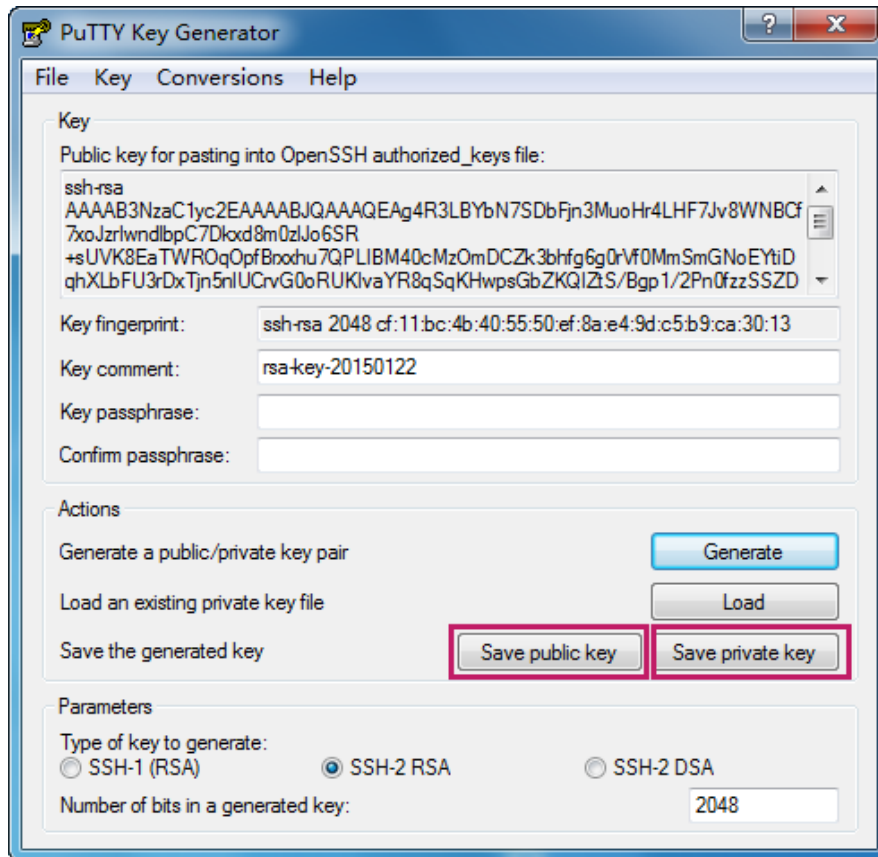 PuTTY Key Generator
File Key Conversions Help
Key
Public key for pasting into OpenSSH authorized_keys file:
ssh-rsa
AAAAB3NzaC1yc2EAAAABJQAAAQEAg4R3LBYbN7SDbFjn3MuoHr4LHF7Jv8WNBCf
7xoJzrlwndlbpC7Dkxd8m0zlJo6SR
+sUVK8EaTWROqOpfBrxxhu7QPLIBM40cMzOmDCZk3bhfg6g0rVf0MmSmGNoEYtiD
qhXLbFU3rDxTjn5nIUCrvG0oRUKlvaYR8qSqKHwpsGbZKQIZtS/Bgp1/2Pn0fzzSSZD
Key fingerprint: ssh-rsa 2048 cf:11:bc:4b:40:55:50:ef:8a:e4:9d:c5:b9:ca:30:13
Key comment: rsa-key-20150122
Key passphrase:
Confirm passphrase:
Actions
Generate a public/private key pair Generate
Load an existing private key file Load
Save the generated key Save public key Save private key
Parameters
Type of key to generate:
SSH-1 (RSA) SSH-2 RSA SSH-2 DSA
Number of bits in a generated key: 2048